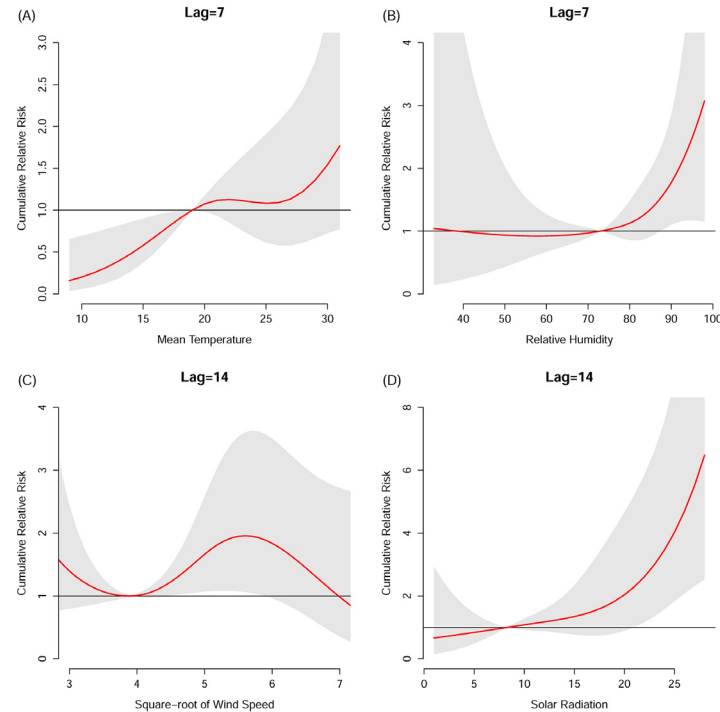 (A)
Lag=7
Cumulative Relative Risk
0.0 0.5 1.0 1.5 2.0 2.5 3.0
10 15 20 25 30
Mean Temperature
(B)
Lag=7
Cumulative Relative Risk
0 1 2 3 4
40 50 60 70 80 90 100
Relative Humidity
(C)
Lag=14
Cumulative Relative Risk
0 1 2 3 4
3 4 5 6 7
Square−root of Wind Speed
(D)
Lag=14
Cumulative Relative Risk
0 2 4 6 8
0 5 10 15 20 25
Solar Radiation